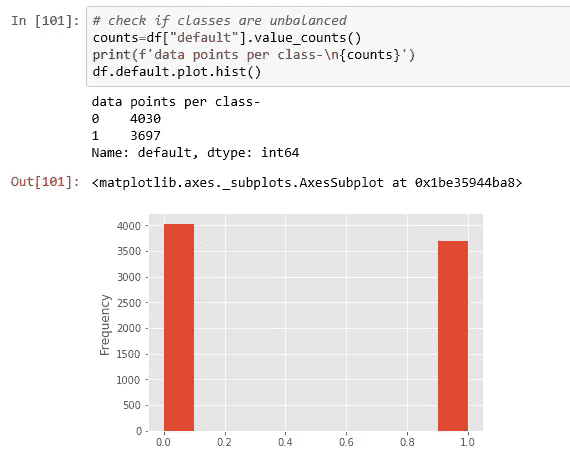 In [101]: # check if classes are unbalanced
counts=df["default"].value_counts()
print(f'data points per class-\n{counts}')
df.default.plot.hist()
data points per class-
0    4030
1    3697
Name: default, dtype: int64
Out[101]: <matplotlib.axes._subplots.AxesSubplot at 0x1be35944ba8>
4000
3500
3000
2500
2000
1500
1000
500
0
Frequency
0.0 0.2 0.4 0.6 0.8 1.0